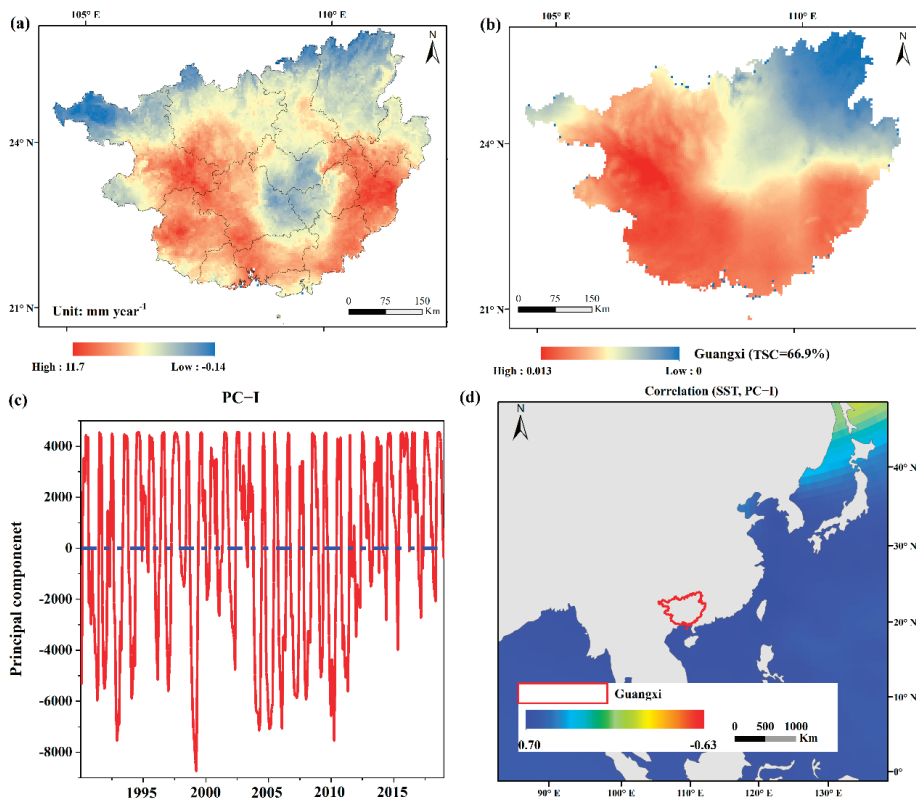 (a)
105° E
110° E
N
24° N
21° N
Unit: mm year-1
0 75 150
Km
High : 11.7
Low : -0.14
(b)
105° E
110° E
N
24° N
21° N
0 75 150
Km
High : 0.013
Low : 0
Guangxi (TSC=66.9%)
(c)
PC-I
Principal componenet
4000
2000
0
-2000
-4000
-6000
-8000
1995
2000
2005
2010
2015
(d)
Correlation (SST, PC-I)
N
40° N
30° N
20° N
10° N
0°
Guangxi
0.70
-0.63
0 500 1000
Km
90° E
100° E
110° E
120° E
130° E